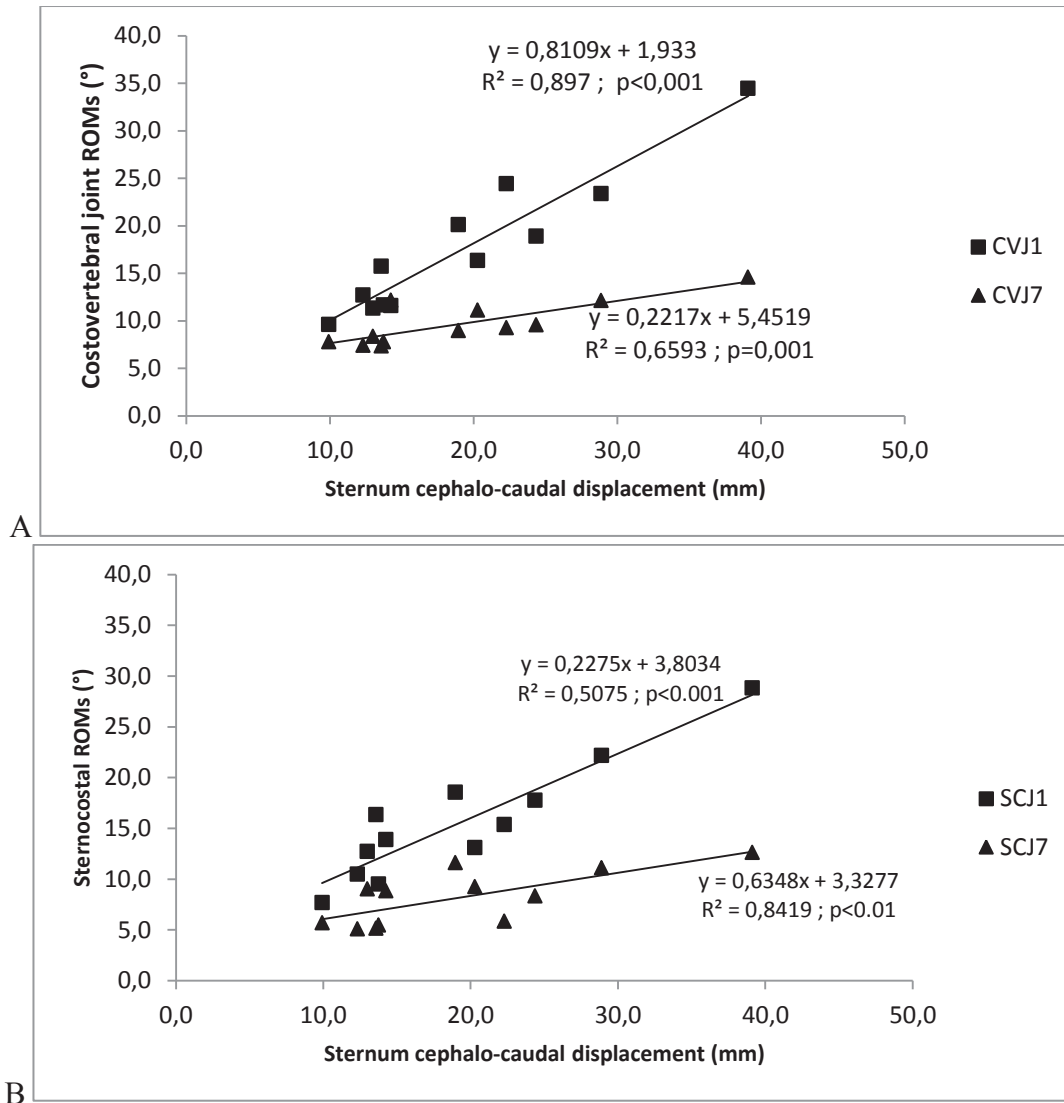 40,0
35,0
30,0
25,0
20,0
15,0
10,0
5,0
0,0
Costovertebral joint ROMs (°)
y = 0,8109x + 1,933
R² = 0,897 ; p<0,001
y = 0,2217x + 5,4519
R² = 0,6593 ; p=0,001
CVJ1
CVJ7
0,0 10,0 20,0 30,0 40,0 50,0
Sternum cephalo-caudal displacement (mm)
A
40,0
35,0
30,0
25,0
20,0
15,0
10,0
5,0
0,0
Sternocostal ROMs (°)
y = 0,2275x + 3,8034
R² = 0,5075 ; p<0.001
y = 0,6348x + 3,3277
R² = 0,8419 ; p<0.01
SCJ1
SCJ7
0,0 10,0 20,0 30,0 40,0 50,0
Sternum cephalo-caudal displacement (mm)
B